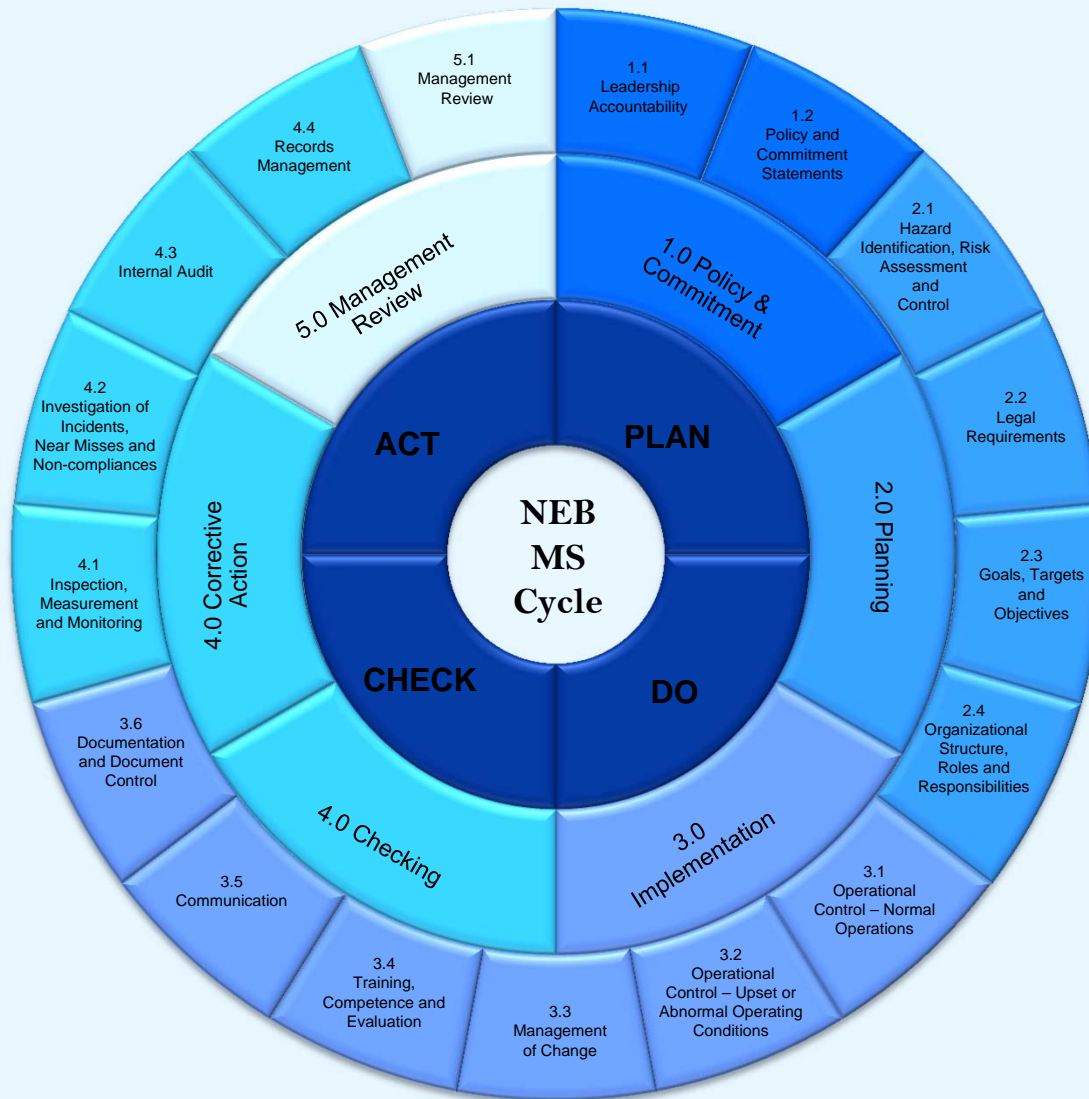 NEB
MS
Cycle
PLAN
DO
CHECK
ACT
1.0 Policy &
Commitment
2.0 Planning
3.0
Implementation
4.0 Checking
4.0 Corrective
Action
5.0 Management
Review
1.1
Leadership
Accountability
1.2
Policy and
Commitment
Statements
2.1
Hazard
Identification, Risk
Assessment
and
Control
2.2
Legal
Requirements
2.3
Goals, Targets
and
Objectives
2.4
Organizational
Structure,
Roles and
Responsibilities
3.1
Operational
Control – Normal
Operations
3.2
Operational
Control – Upset or
Abnormal Operating
Conditions
3.3
Management
of Change
3.4
Training,
Competence and
Evaluation
3.5
Communication
3.6
Documentation
and Document
Control
4.1
Inspection,
Measurement
and Monitoring
4.2
Investigation of
Incidents,
Near Misses and
Non-compliances
4.3
Internal Audit
4.4
Records
Management
5.1
Management
Review